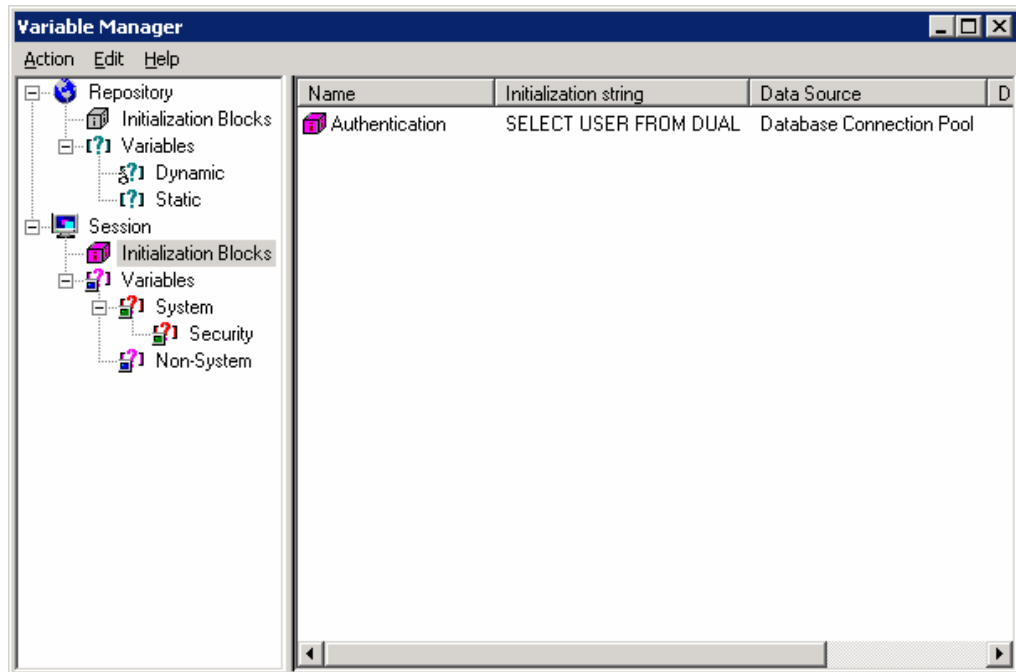 Variable Manager
Action Edit Help
Repository
Initialization Blocks
Variables
Dynamic
Static
Session
Initialization Blocks
Variables
System
Security
Non-System
Name Initialization string Data Source D
Authentication SELECT USER FROM DUAL Database Connection Pool